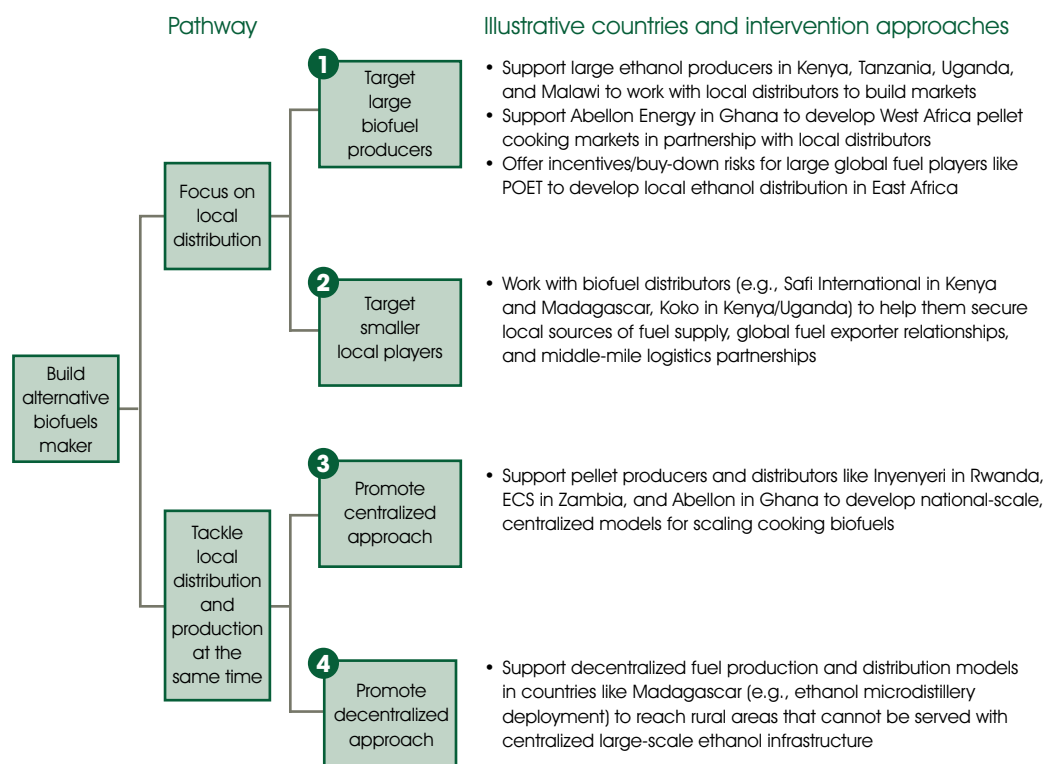 Pathway
Illustrative countries and intervention approaches
Build
alternative
biofuels
maker
Focus on
local
distribution
1
Target
large
biofuel
producers
• Support large ethanol producers in Kenya, Tanzania, Uganda,
and Malawi to work with local distributors to build markets
• Support Abellon Energy in Ghana to develop West Africa pellet
cooking markets in partnership with local distributors
• Offer incentives/buy-down risks for large global fuel players like
POET to develop local ethanol distribution in East Africa
2
Target
smaller
local players
• Work with biofuel distributors (e.g., Safi International in Kenya
and Madagascar, Koko in Kenya/Uganda) to help them secure
local sources of fuel supply, global fuel exporter relationships,
and middle-mile logistics partnerships
Tackle
local
distribution
and
production
at the
same time
3
Promote
centralized
approach
• Support pellet producers and distributors like Inyenyeri in Rwanda,
ECS in Zambia, and Abellon in Ghana to develop national-scale,
centralized models for scaling cooking biofuels
4
Promote
decentralized
approach
• Support decentralized fuel production and distribution models
in countries like Madagascar (e.g., ethanol microdistillery
deployment) to reach rural areas that cannot be served with
centralized large-scale ethanol infrastructure